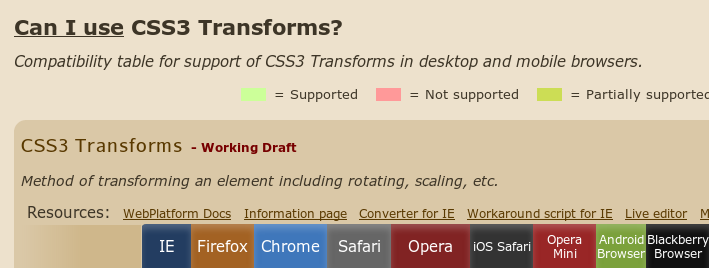 Can I use CSS3 Transforms?
Compatibility table for support of CSS3 Transforms in desktop and mobile browsers.
= Supported = Not supported = Partially supported
CSS3 Transforms - Working Draft
Method of transforming an element including rotating, scaling, etc.
Resources: WebPlatform Docs Information page Converter for IE Workaround script for IE Live editor M
IE Firefox Chrome Safari Opera iOS Safari Opera Mini Android Browser Blackberry Browser